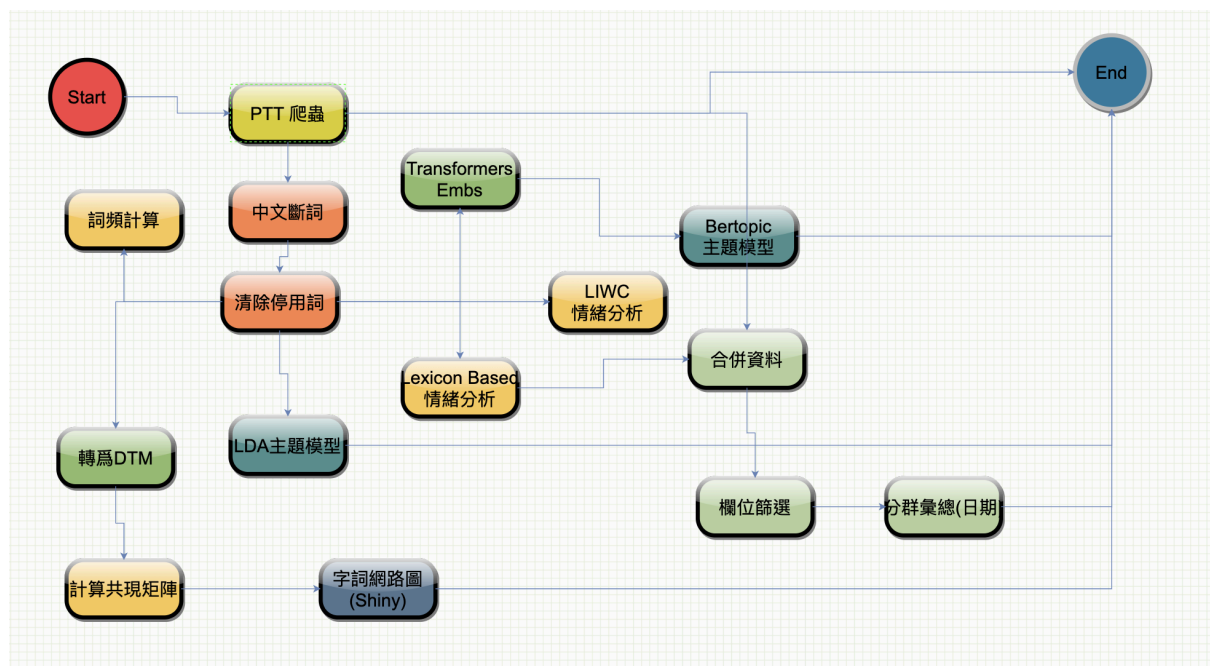 Start
End
PTT 爬蟲
Transformers
Embs
中文斷詞
詞頻計算
Bertopic
主題模型
清除停用詞
LIWC
情緒分析
合併資料
Lexicon Based
情緒分析
LDA主題模型
轉爲DTM
欄位篩選
分群彙總(日期
計算共現矩陣
字詞網路圖
(Shiny)